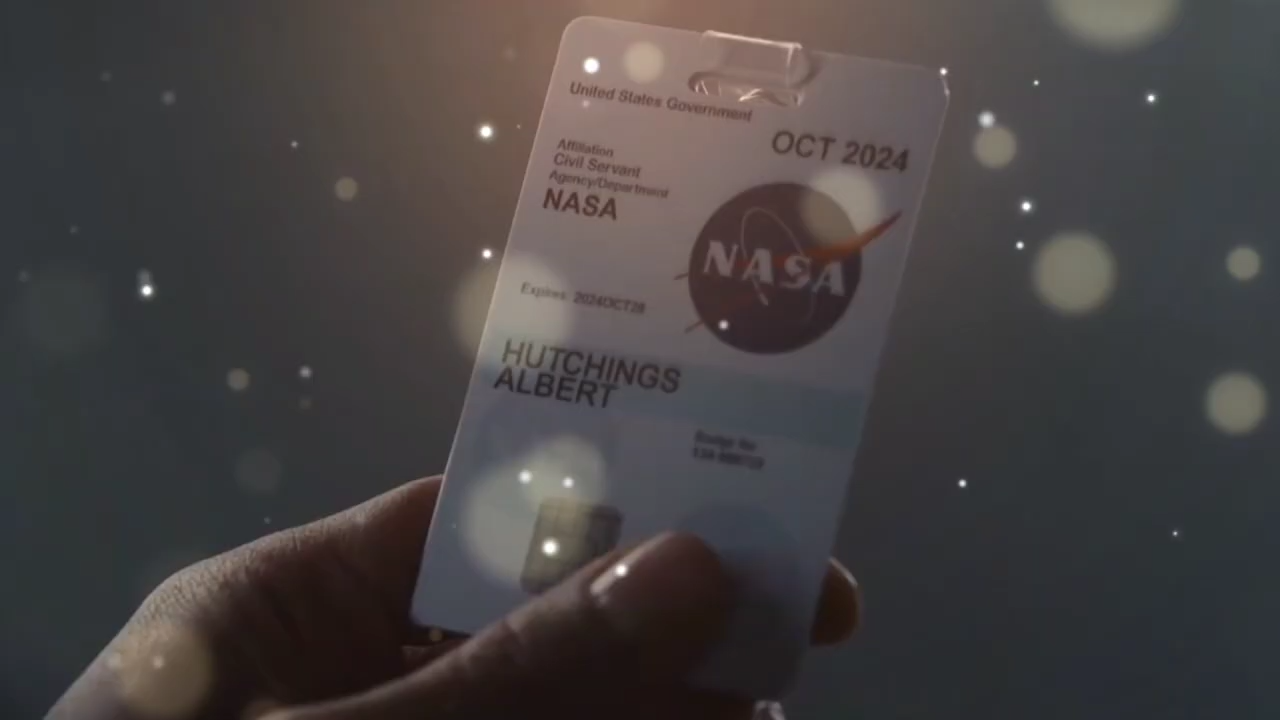 United States Government
OCT 2024
Affiliation
Civil Servant
Agency/Department
NASA
NASA
Expires: 2024OCT28
HUTCHINGS
ALBERT
Badge No